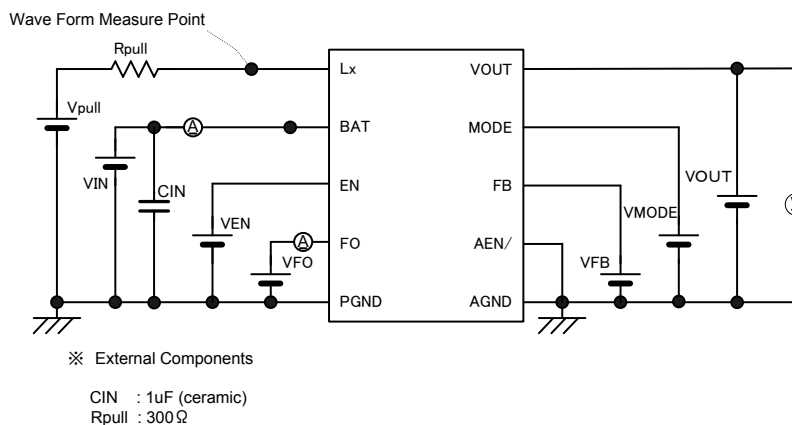 Wave Form Measure Point
Rpull
Lx
VOUT
Vpull
A
BAT
MODE
VIN
CIN
EN
FB
VOUT
VEN
VMODE
A
FO
AEN/
VFO
VFB
PGND
AGND
※ External Components
CIN : 1uF (ceramic)
Rpull : 300Ω